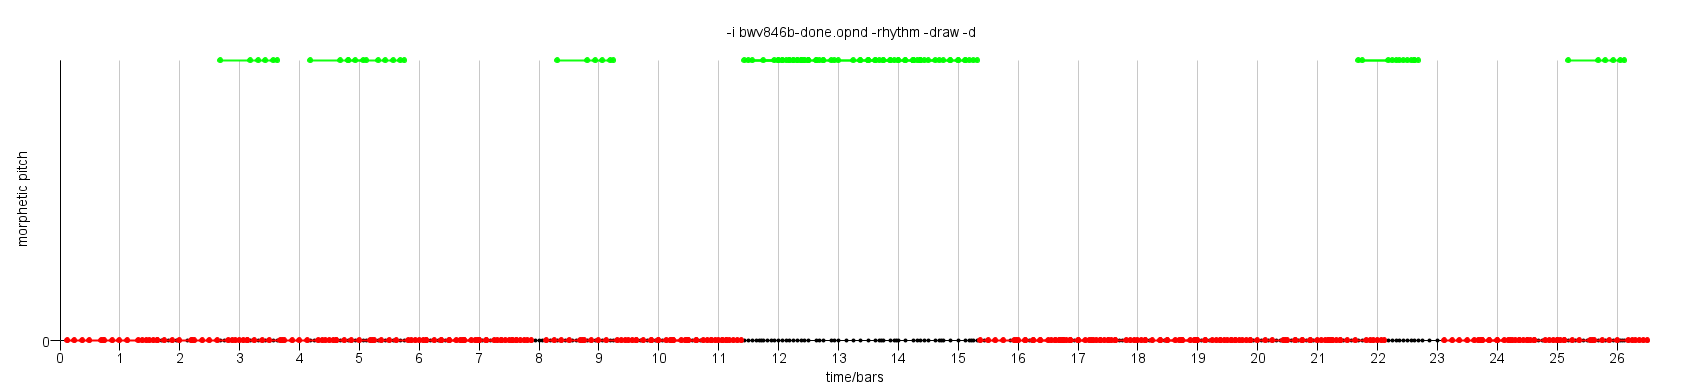 -i bwv846b-done.opnd -rhythm -draw -d
morphetic pitch
0
0 1 2 3 4 5 6 7 8 9 10 11 12 13 14 15 16 17 18 19 20 21 22 23 24 25 26
time/bars